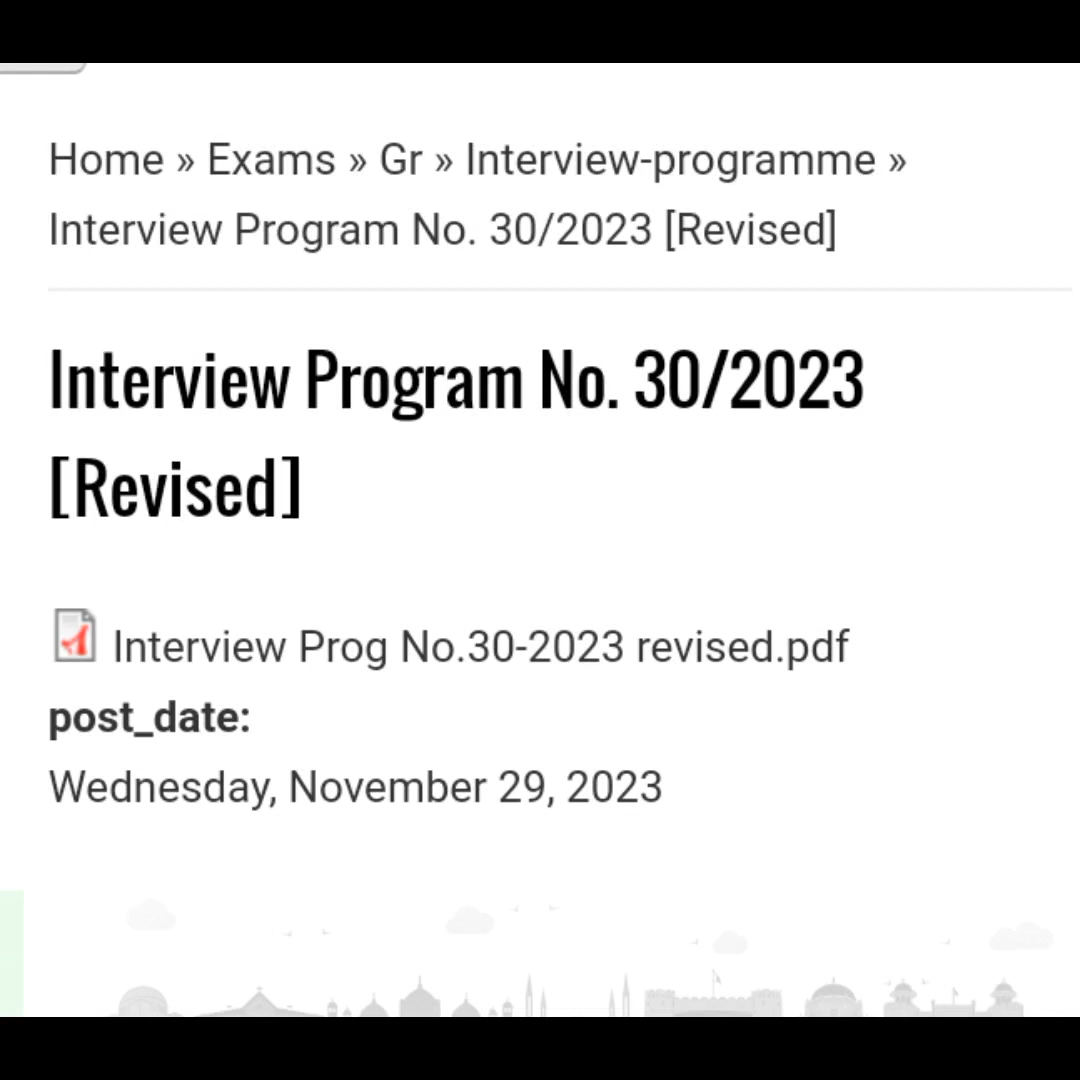 Home » Exams » Gr » Interview-programme »
Interview Program No. 30/2023 [Revised]
Interview Program No. 30/2023
[Revised]
Interview Prog No.30-2023 revised.pdf
post_date:
Wednesday, November 29, 2023